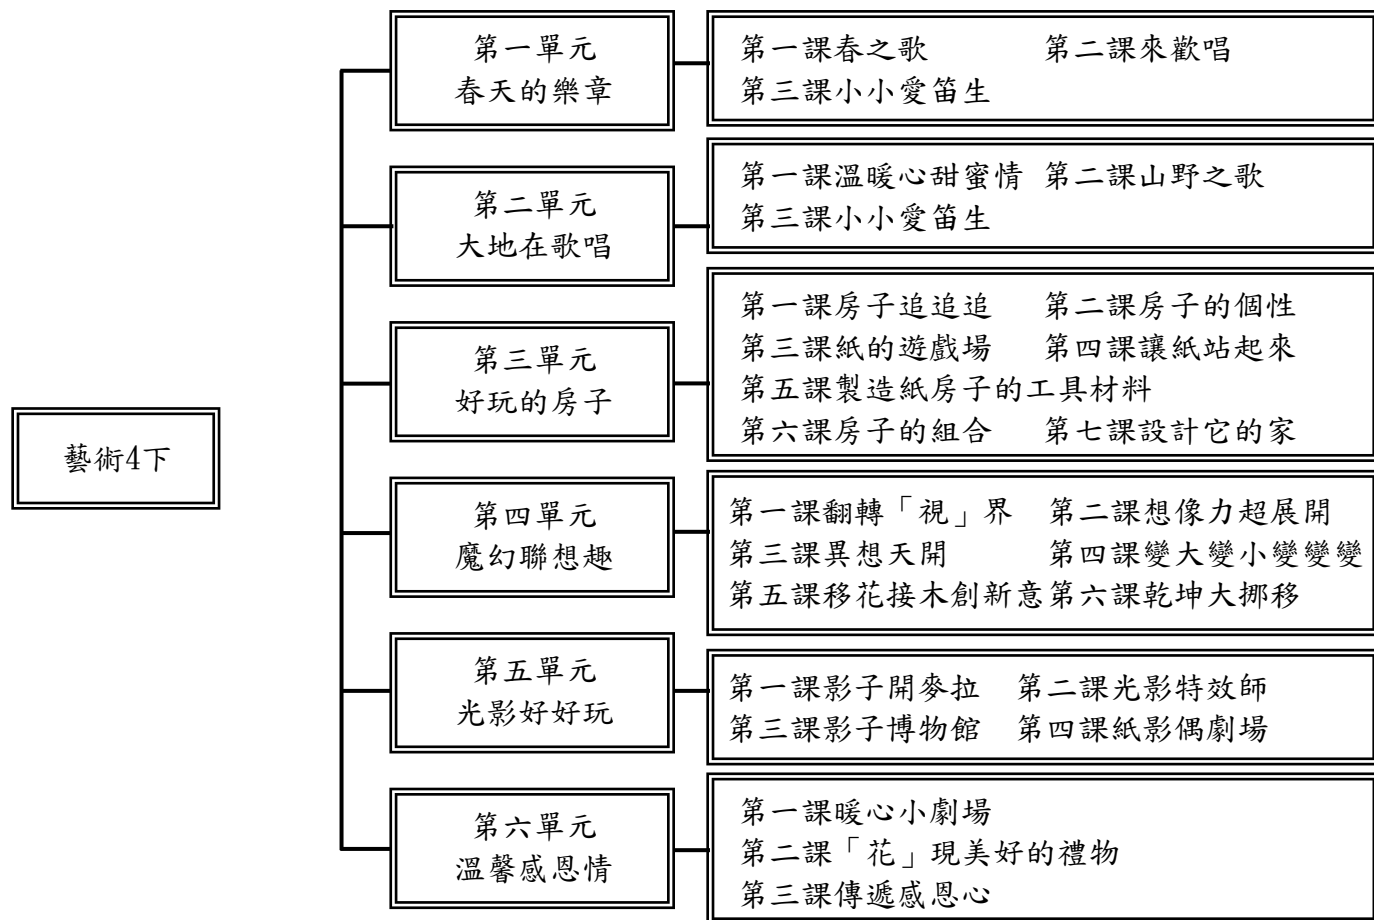 藝術4下
第一單元
春天的樂章
第一課春之歌 第二課來歡唱
第三課小小愛笛生
第二單元
大地在歌唱
第一課溫暖心甜蜜情 第二課山野之歌
第三課小小愛笛生
第三單元
好玩的房子
第一課房子追追追 第二課房子的個性
第三課紙的遊戲場 第四課讓紙站起來
第五課製造紙房子的工具材料
第六課房子的組合 第七課設計它的家
第四單元
魔幻聯想趣
第一課翻轉「視」界 第二課想像力超展開
第三課異想天開 第四課變大變小變變變
第五課移花接木創新意第六課乾坤大挪移
第五單元
光影好好玩
第一課影子開麥拉 第二課光影特效師
第三課影子博物館 第四課紙影偶劇場
第六單元
溫馨感恩情
第一課暖心小劇場
第二課「花」現美好的禮物
第三課傳遞感恩心